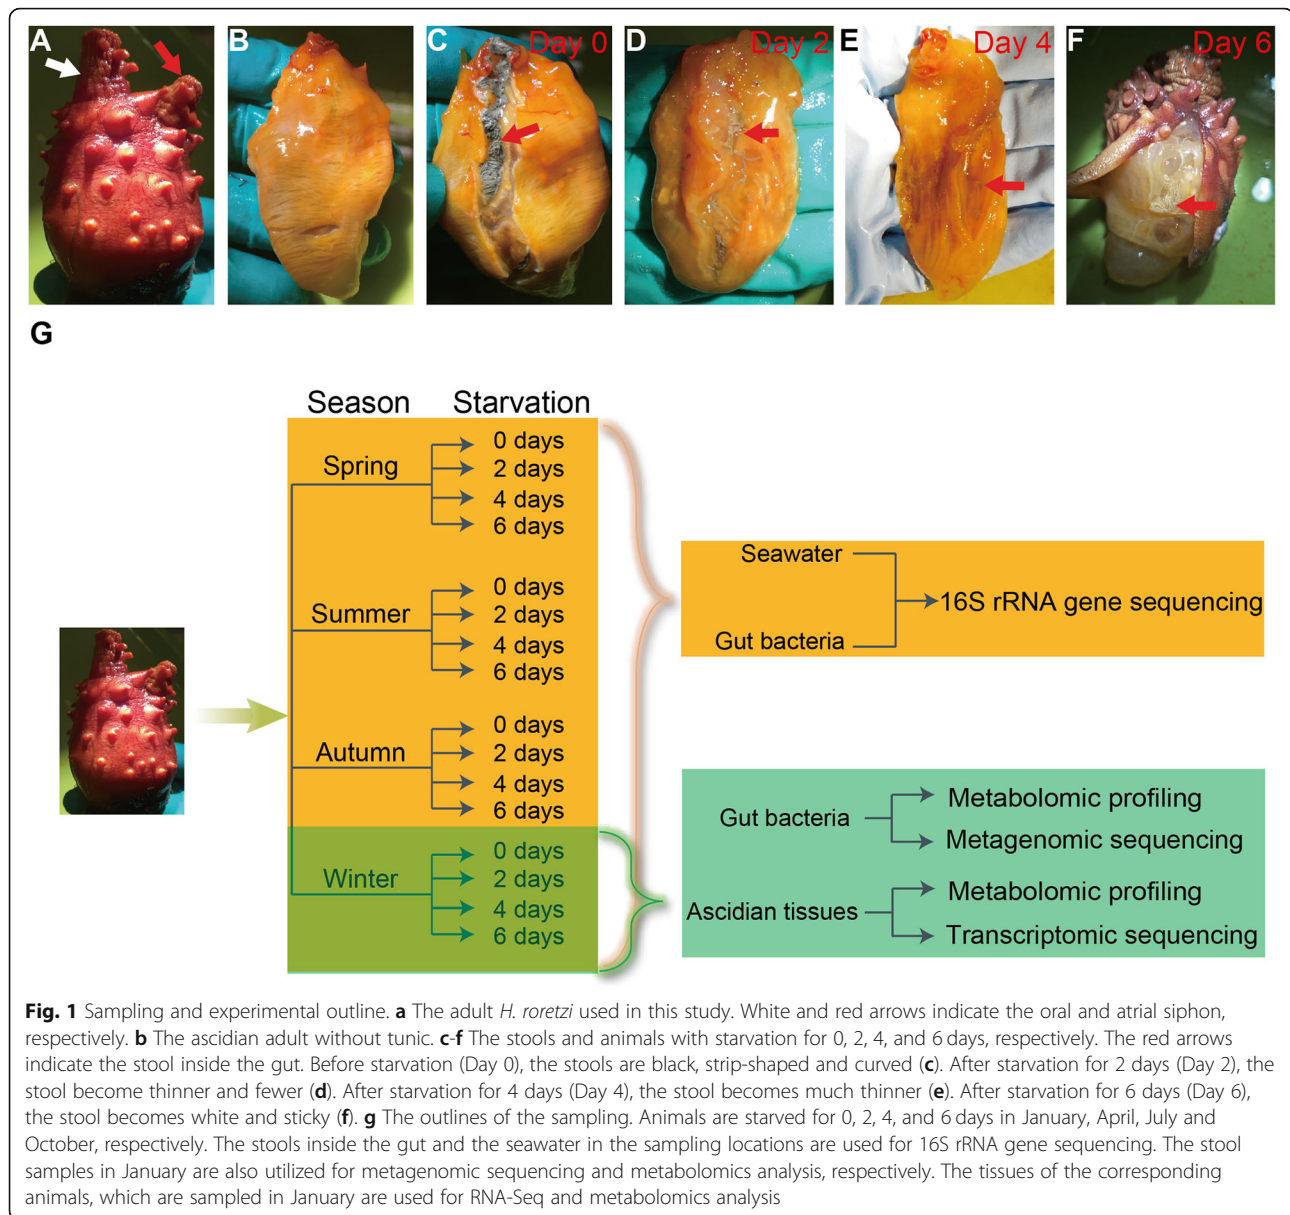 A
B
C
Day 0
D
Day 2
E
Day 4
F
Day 6
G
Season
Starvation
Spring
0 days
2 days
4 days
6 days
Summer
0 days
2 days
4 days
6 days
Autumn
0 days
2 days
4 days
6 days
Winter
0 days
2 days
4 days
6 days
Seawater
Gut bacteria
16S rRNA gene sequencing
Gut bacteria
Metabolomic profiling
Metagenomic sequencing
Ascidian tissues
Metabolomic profiling
Transcriptomic sequencing
Fig. 1 Sampling and experimental outline. a The adult H. roretzi used in this study. White and red arrows indicate the oral and atrial siphon,
respectively. b The ascidian adult without tunic. c-f The stools and animals with starvation for 0, 2, 4, and 6 days, respectively. The red arrows
indicate the stool inside the gut. Before starvation (Day 0), the stools are black, strip-shaped and curved (c). After starvation for 2 days (Day 2), the
stool become thinner and fewer (d). After starvation for 4 days (Day 4), the stool becomes much thinner (e). After starvation for 6 days (Day 6),
the stool becomes white and sticky (f). g The outlines of the sampling. Animals are starved for 0, 2, 4, and 6 days in January, April, July and
October, respectively. The stools inside the gut and the seawater in the sampling locations are used for 16S rRNA gene sequencing. The stool
samples in January are also utilized for metagenomic sequencing and metabolomics analysis, respectively. The tissues of the corresponding
animals, which are sampled in January are used for RNA-Seq and metabolomics analysis